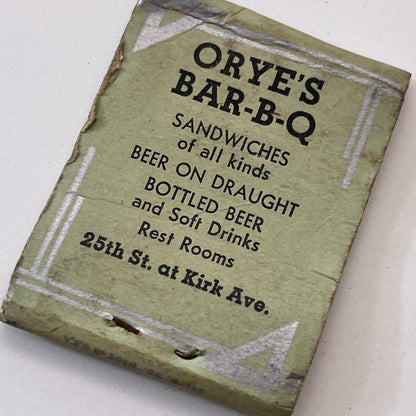 ORYE'S
BAR-B-Q
SANDWICHES
of all kinds
BEER ON DRAUGHT
BOTTLED BEER
and Soft Drinks
Rest Rooms
25th St. at Kirk Ave.